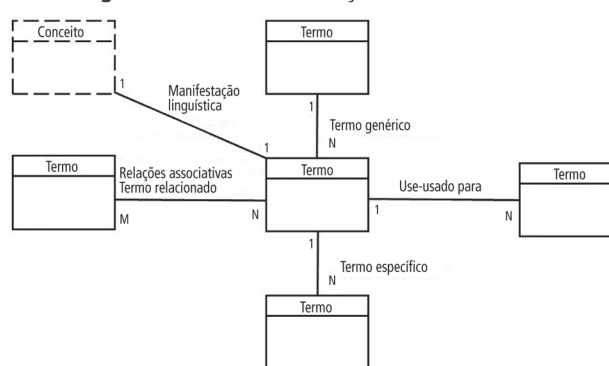 Conceito
Termo
1
Manifestação
linguística
1
Termo genérico
1
N
Termo
Relações associativas
Termo relacionado
M
N
Termo
Use-usado para
1
N
Termo
1
Termo específico
N
Termo